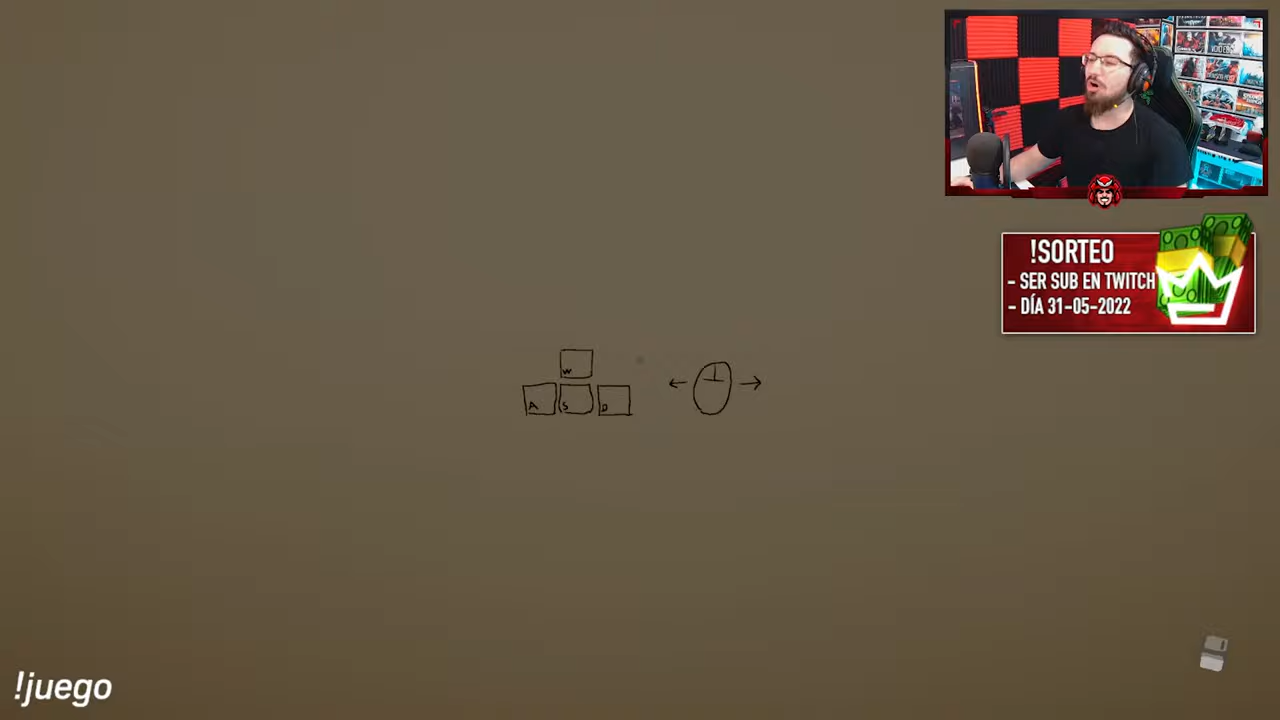 !SORTEO
- SER SUB EN TWITCH
- DÍA 31-05-2022
W
A S D
!juego